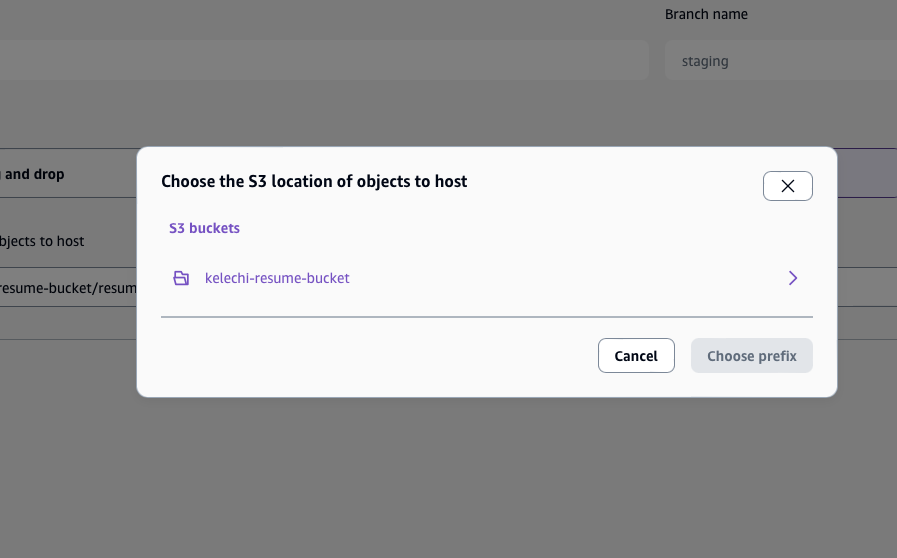 Branch name
staging
and drop
Choose the S3 location of objects to host
S3 buckets
bjects to host
kelechi-resume-bucket
resume-bucket/resum
Cancel
Choose prefix